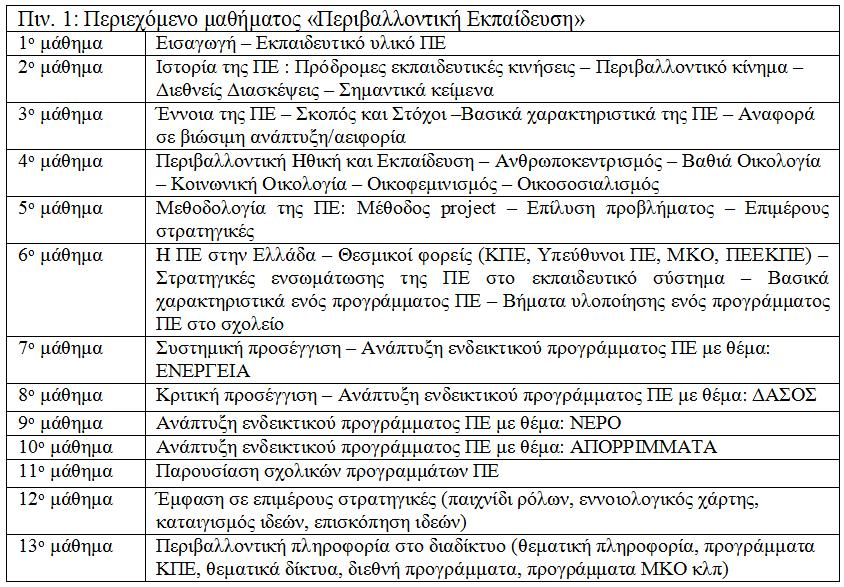 Πιν. 1: Περιεχόμενο μαθήματος «Περιβαλλοντική Εκπαίδευση»
1ο μάθημα Εισαγωγή – Εκπαιδευτικό υλικό ΠΕ
2ο μάθημα Ιστορία της ΠΕ : Πρόδρομες εκπαιδευτικές κινήσεις – Περιβαλλοντικό κίνημα –
Διεθνείς Διασκέψεις – Σημαντικά κείμενα
3ο μάθημα Έννοια της ΠΕ – Σκοπός και Στόχοι –Βασικά χαρακτηριστικά της ΠΕ – Αναφορά
σε βιώσιμη ανάπτυξη/αειφορία
4ο μάθημα Περιβαλλοντική Ηθική και Εκπαίδευση – Ανθρωποκεντρισμός – Βαθιά Οικολογία
– Κοινωνική Οικολογία – Οικοφεμινισμός – Οικοσοσιαλισμός
5ο μάθημα Μεθοδολογία της ΠΕ: Μέθοδος project – Επίλυση προβλήματος – Επιμέρους
στρατηγικές
6ο μάθημα Η ΠΕ στην Ελλάδα – Θεσμικοί φορείς (ΚΠΕ, Υπεύθυνοι ΠΕ, ΜΚΟ, ΠΕΕΚΠΕ) –
Στρατηγικές ενσωμάτωσης της ΠΕ στο εκπαιδευτικό σύστημα – Βασικά
χαρακτηριστικά ενός προγράμματος ΠΕ – Βήματα υλοποίησης ενός προγράμματος
ΠΕ στο σχολείο
7ο μάθημα Συστημική προσέγγιση – Ανάπτυξη ενδεικτικού προγράμματος ΠΕ με θέμα:
ΕΝΕΡΓΕΙΑ
8ο μάθημα Κριτική προσέγγιση – Ανάπτυξη ενδεικτικού προγράμματος ΠΕ με θέμα: ΔΑΣΟΣ
9ο μάθημα Ανάπτυξη ενδεικτικού προγράμματος ΠΕ με θέμα: ΝΕΡΟ
10ο μάθημα Ανάπτυξη ενδεικτικού προγράμματος ΠΕ με θέμα: ΑΠΟΡΡΙΜΜΑΤΑ
11ο μάθημα Παρουσίαση σχολικών προγραμμάτων ΠΕ
12ο μάθημα Έμφαση σε επιμέρους στρατηγικές (παιχνίδι ρόλων, εννοιολογικός χάρτης,
καταιγισμός ιδεών, επισκόπηση ιδεών)
13ο μάθημα Περιβαλλοντική πληροφορία στο διαδίκτυο (θεματική πληροφορία, προγράμματα
ΚΠΕ, θεματικά δίκτυα, διεθνή προγράμματα, προγράμματα ΜΚΟ κλπ)